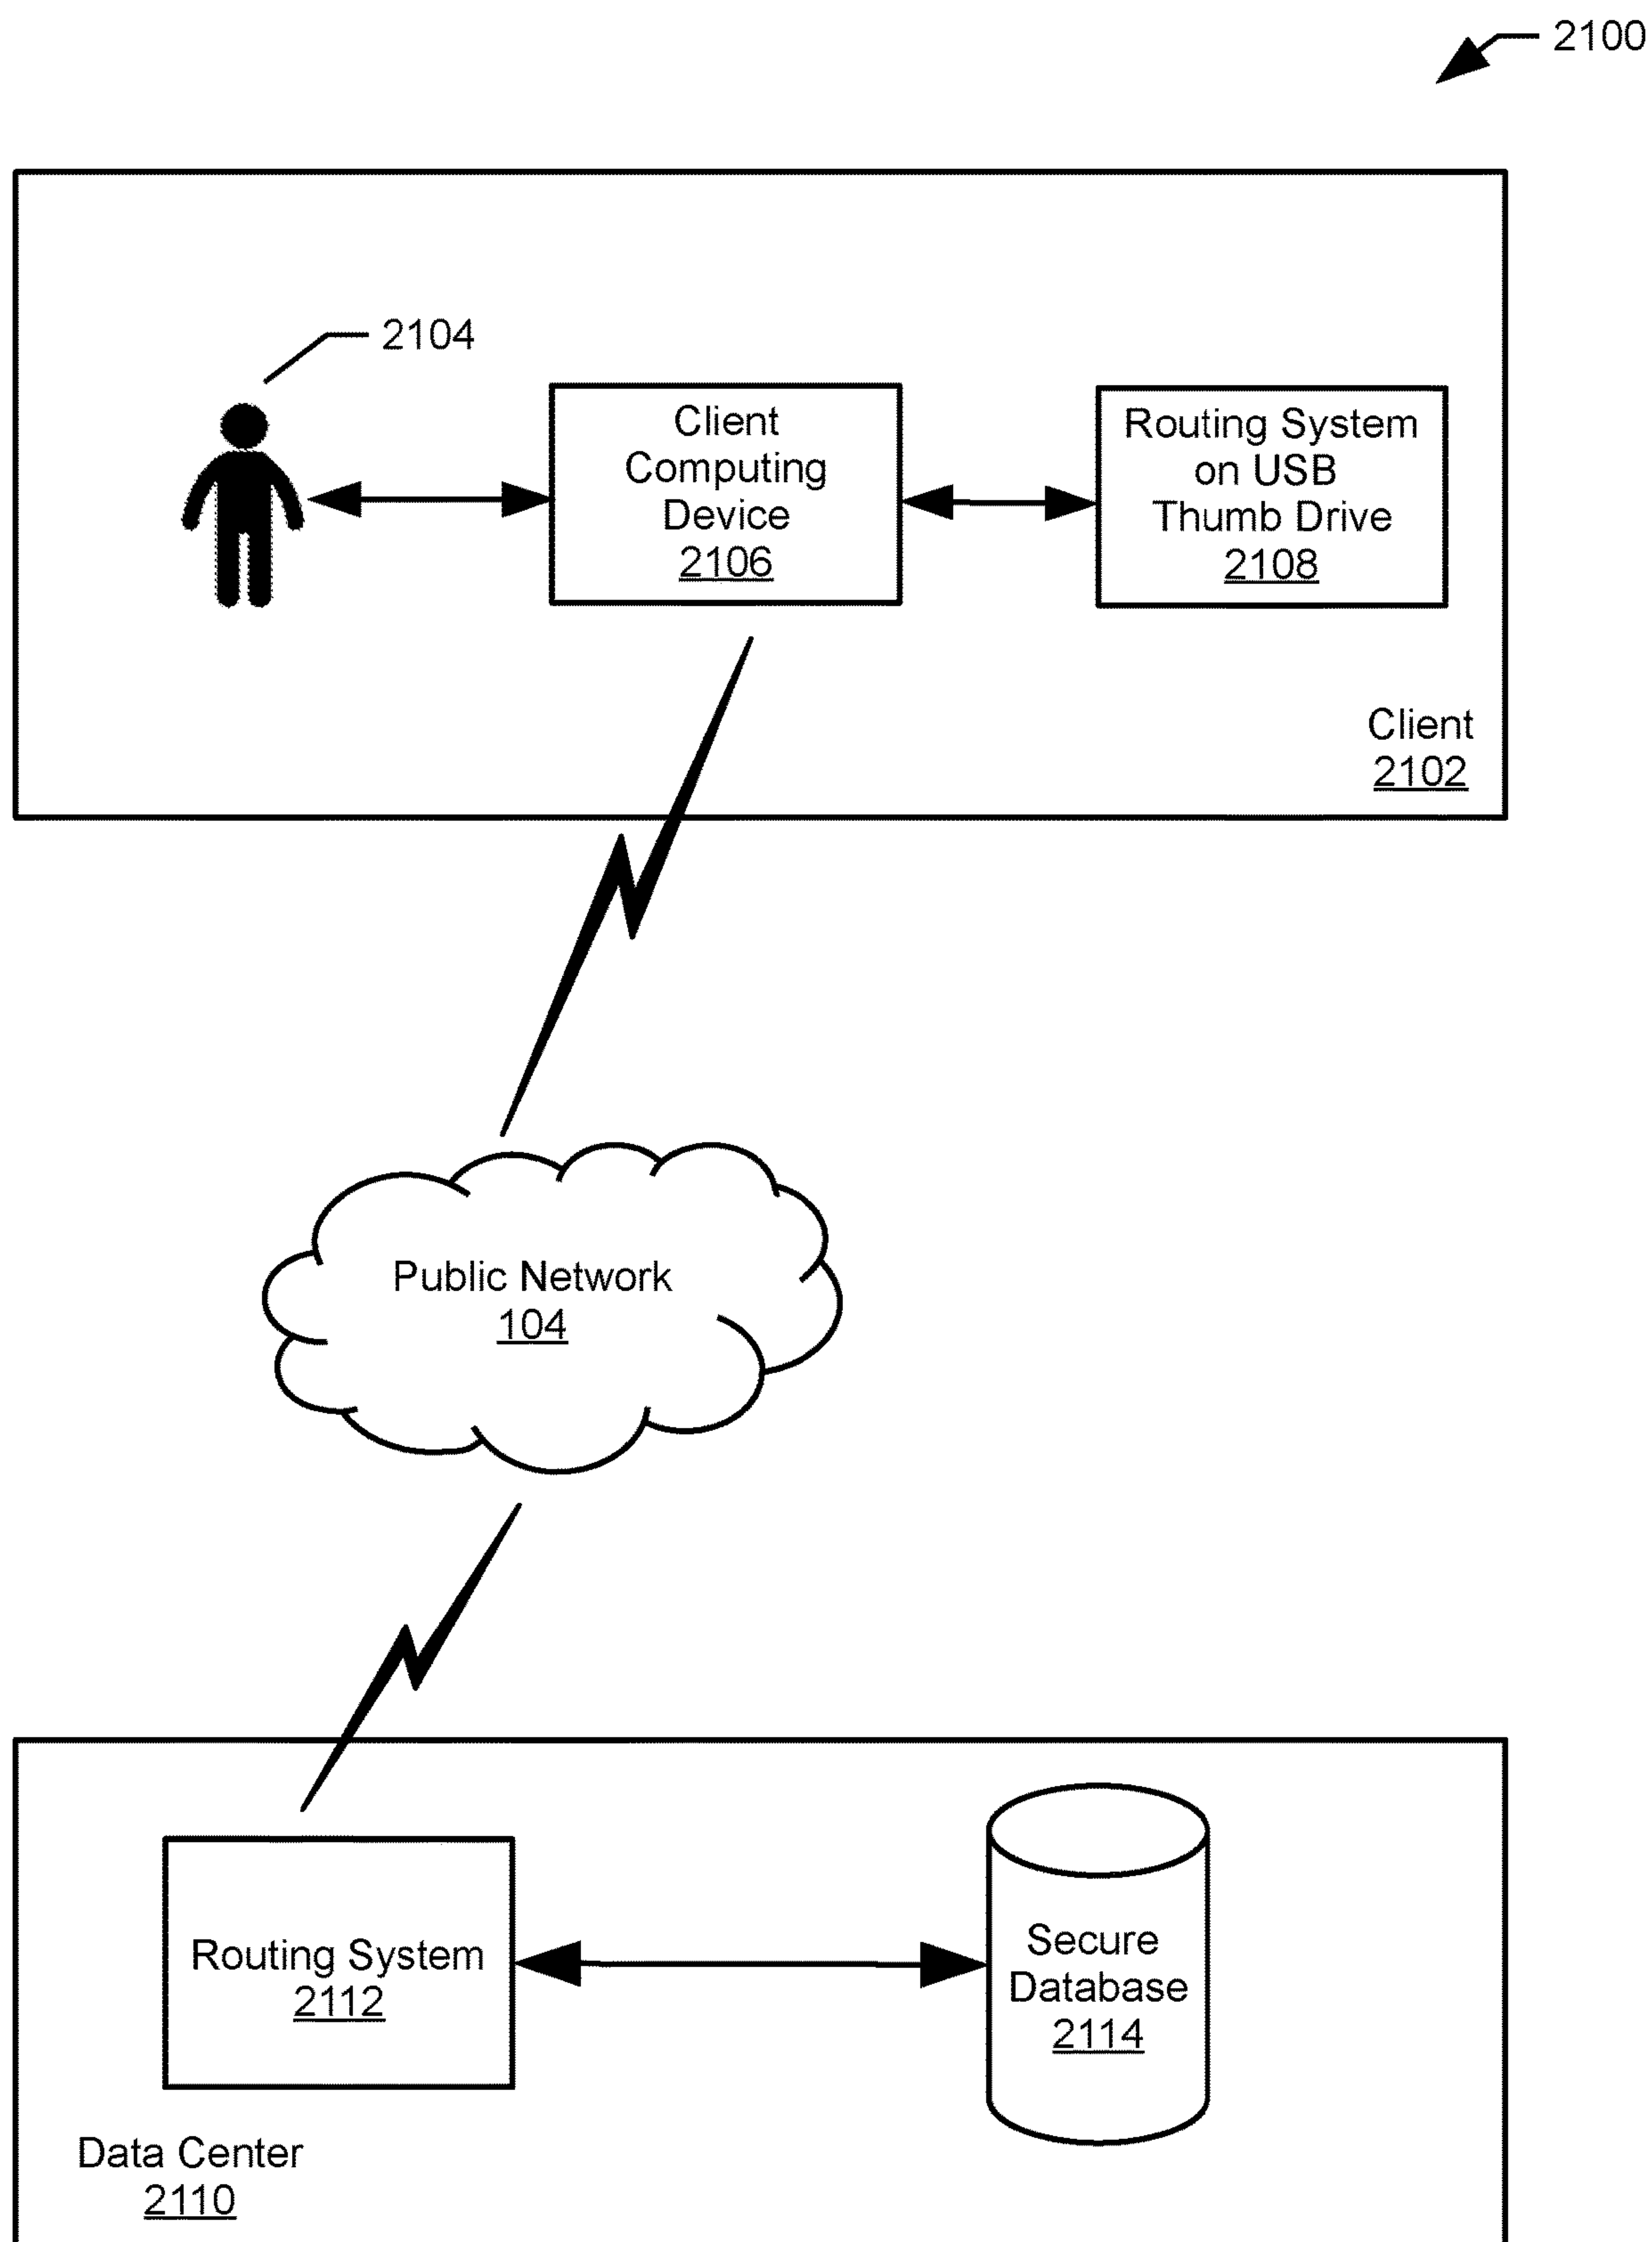 2100
2104
Client
Computing
Device
2106
Routing System
on USB
Thumb Drive
2108
Client
2102
Public Network
104
Routing System
2112
Secure
Database
2114
Data Center
2110